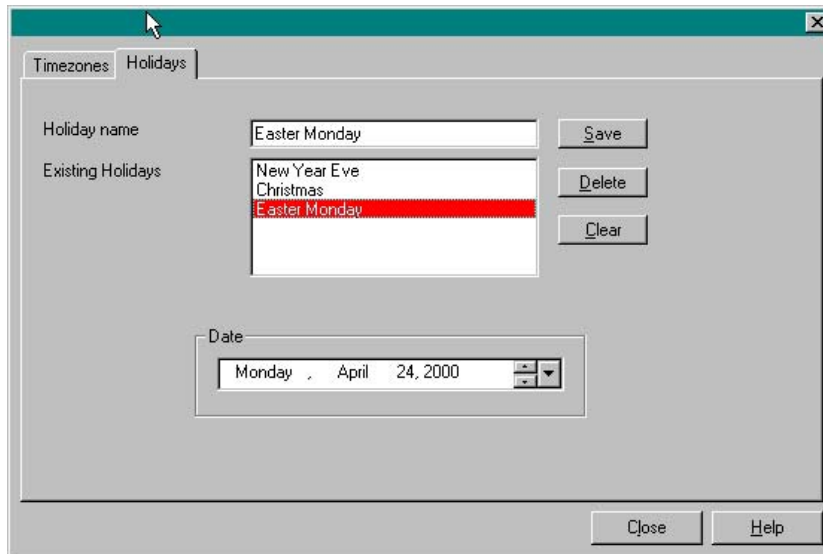 Timezones Holidays
Holiday name Easter Monday Save
Existing Holidays New Year Eve
Christmas
Easter Monday
Delete
Clear
Date
Monday , April 24, 2000
Close Help